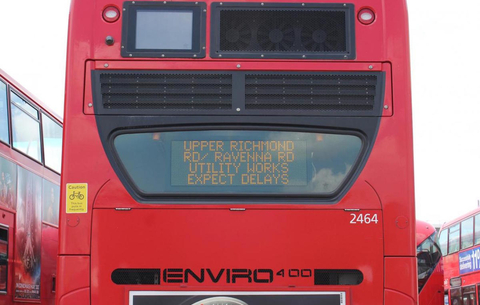 UPPER RICHMOND
RD/ RAVENNA RD
UTILITY WORKS
EXPECT DELAYS
Caution
2464
ENVIRO400